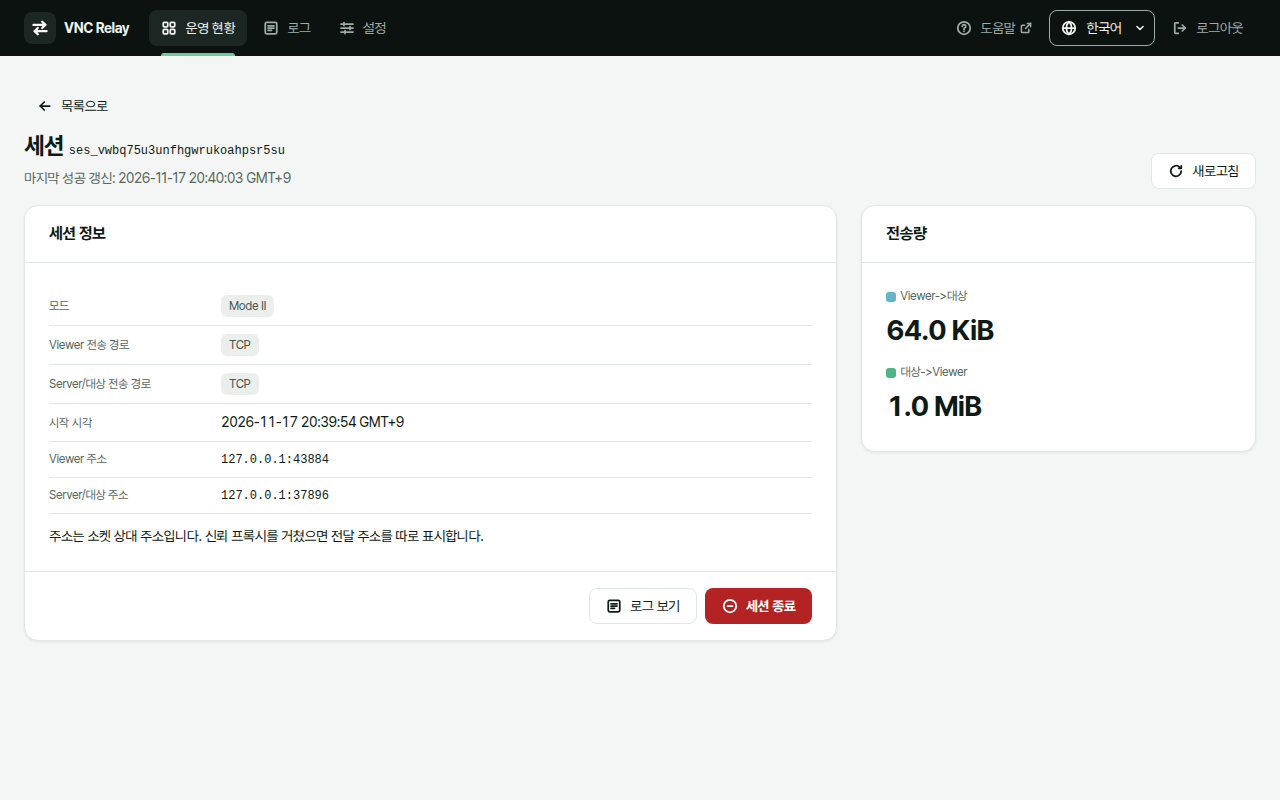 VNC Relay 운영 현황 로그 설정 도움말 한국어 로그아웃
목록으로
세션 ses_vwbq75u3unfhgwrukoahpsr5su
마지막 성공 갱신: 2026-11-17 20:40:03 GMT+9
새로고침
세션 정보
모드 Mode II
Viewer 전송 경로 TCP
Server/대상 전송 경로 TCP
시작 시각 2026-11-17 20:39:54 GMT+9
Viewer 주소 127.0.0.1:43884
Server/대상 주소 127.0.0.1:37896
주소는 소켓 상대 주소입니다. 신뢰 프록시를 거쳤으면 전달 주소를 따로 표시합니다.
로그 보기 세션 종료
전송량
Viewer->대상
64.0 KiB
대상->Viewer
1.0 MiB